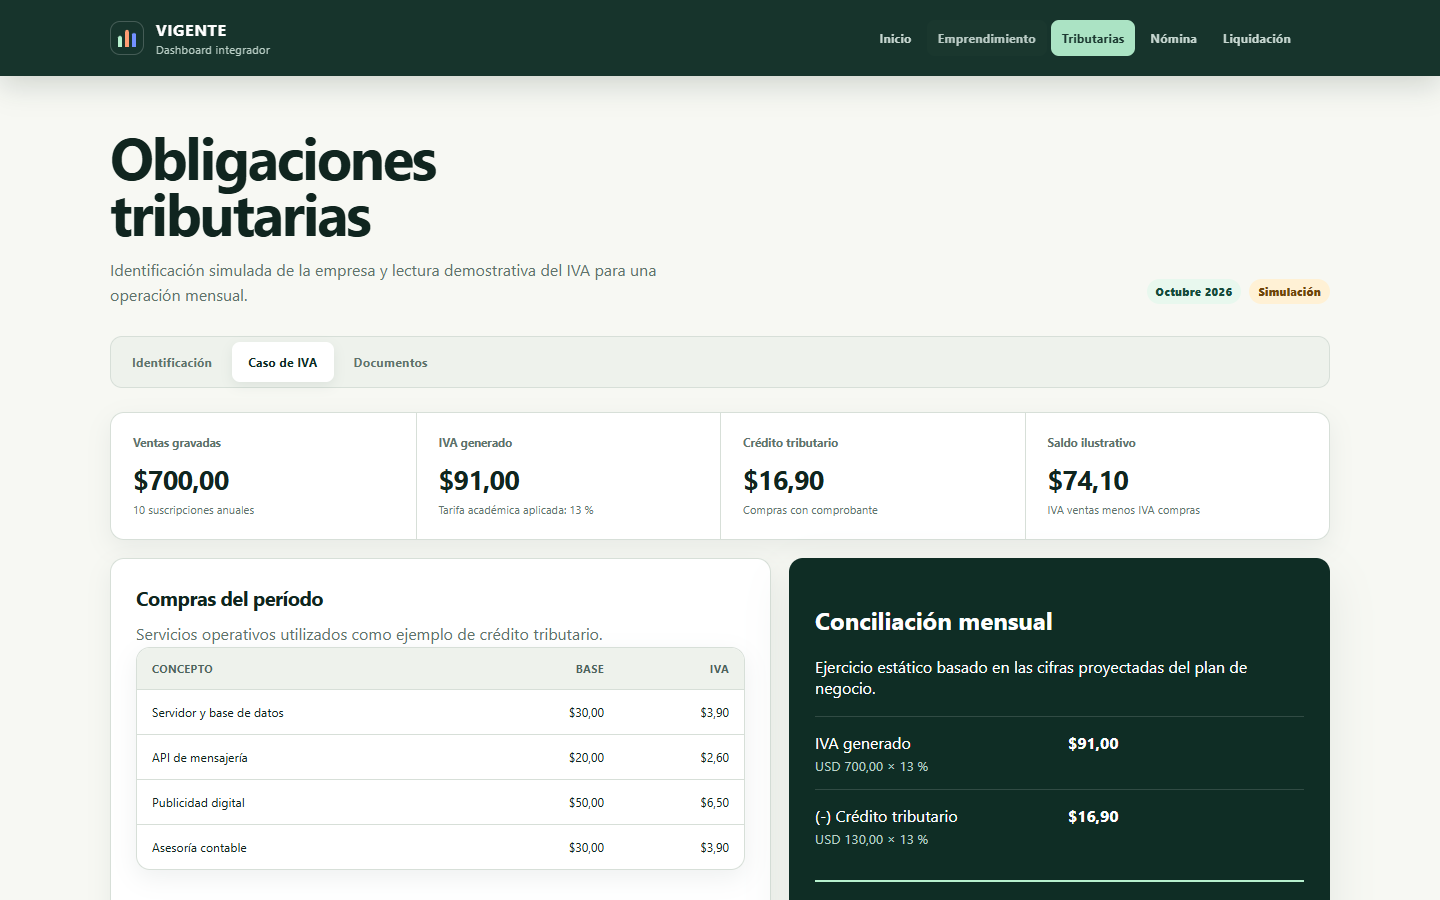 VIGENTE
Dashboard integrador
Inicio Emprendimiento Tributarias Nómina Liquidación
Obligaciones
tributarias
Identificación simulada de la empresa y lectura demostrativa del IVA para una
operación mensual.
Octubre 2026 Simulación
Identificación Caso de IVA Documentos
Ventas gravadas
$700,00
10 suscripciones anuales
IVA generado
$91,00
Tarifa académica aplicada: 13 %
Crédito tributario
$16,90
Compras con comprobante
Saldo ilustrativo
$74,10
IVA ventas menos IVA compras
Compras del período
Servicios operativos utilizados como ejemplo de crédito tributario.
CONCEPTO BASE IVA
Servidor y base de datos $30,00 $3,90
API de mensajería $20,00 $2,60
Publicidad digital $50,00 $6,50
Asesoría contable $30,00 $3,90
Conciliación mensual
Ejercicio estático basado en las cifras proyectadas del plan de
negocio.
IVA generado $91,00
USD 700,00 × 13 %
(-) Crédito tributario $16,90
USD 130,00 × 13 %